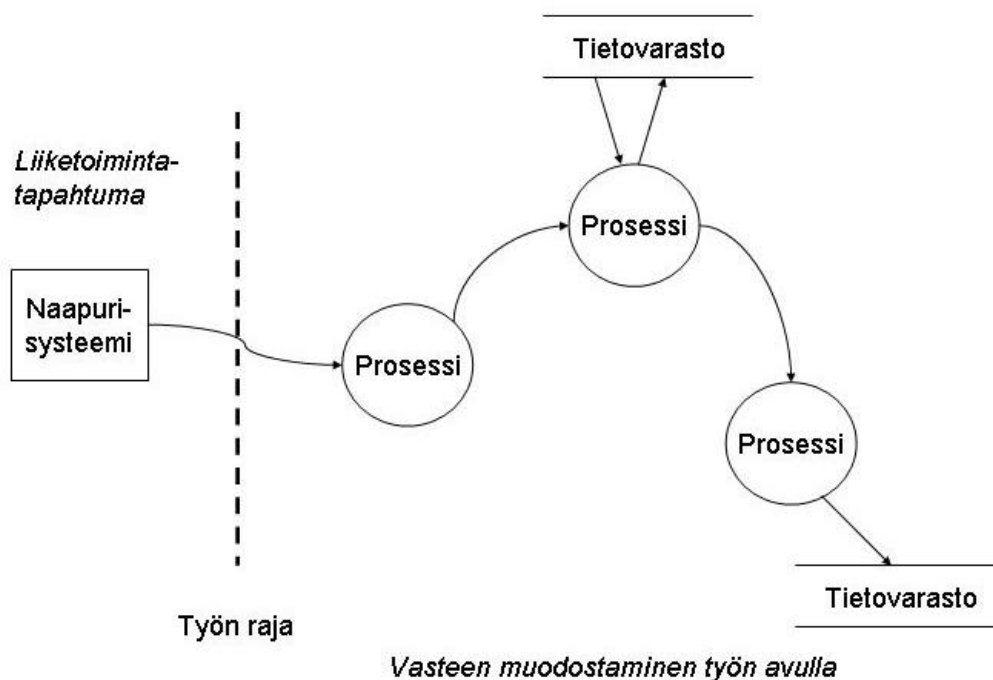 Tietovarasto
Liiketoiminta-
tapahtuma
Prosessi
Naapuri-
systeemi
Prosessi
Prosessi
Tietovarasto
Työn raja
Vasteen muodostaminen työn avulla